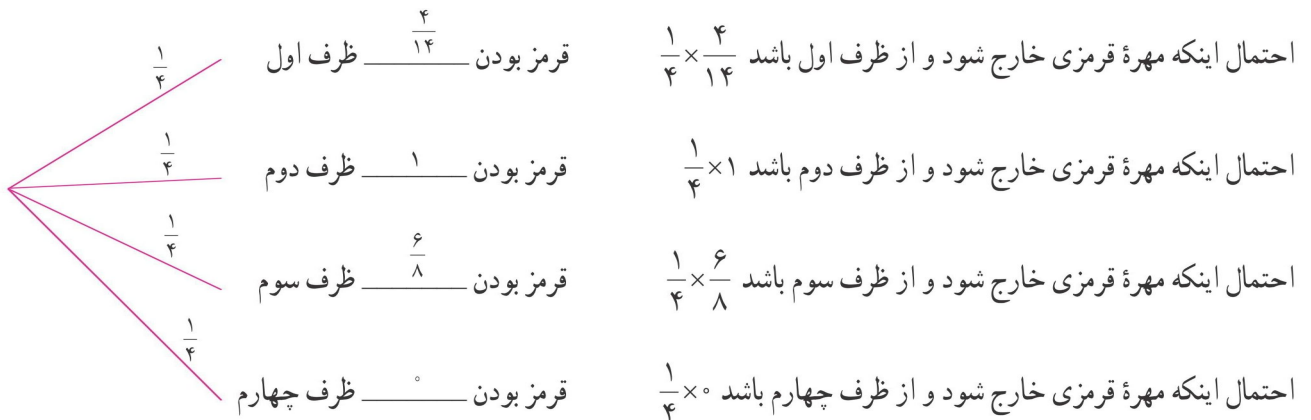 احتمال اینکه مهرهٔ قرمزی خارج شود و از ظرف اول باشد ۱/۴×۴/۱۴ قرمز بودن ۴/۱۴ ظرف اول ۱/۴
احتمال اینکه مهرهٔ قرمزی خارج شود و از ظرف دوم باشد ۱/۴×۱ قرمز بودن ۱ ظرف دوم ۱/۴
احتمال اینکه مهرهٔ قرمزی خارج شود و از ظرف سوم باشد ۱/۴×۶/۸ قرمز بودن ۶/۸ ظرف سوم ۱/۴
احتمال اینکه مهرهٔ قرمزی خارج شود و از ظرف چهارم باشد ۱/۴×۰ قرمز بودن ۰ ظرف چهارم ۱/۴